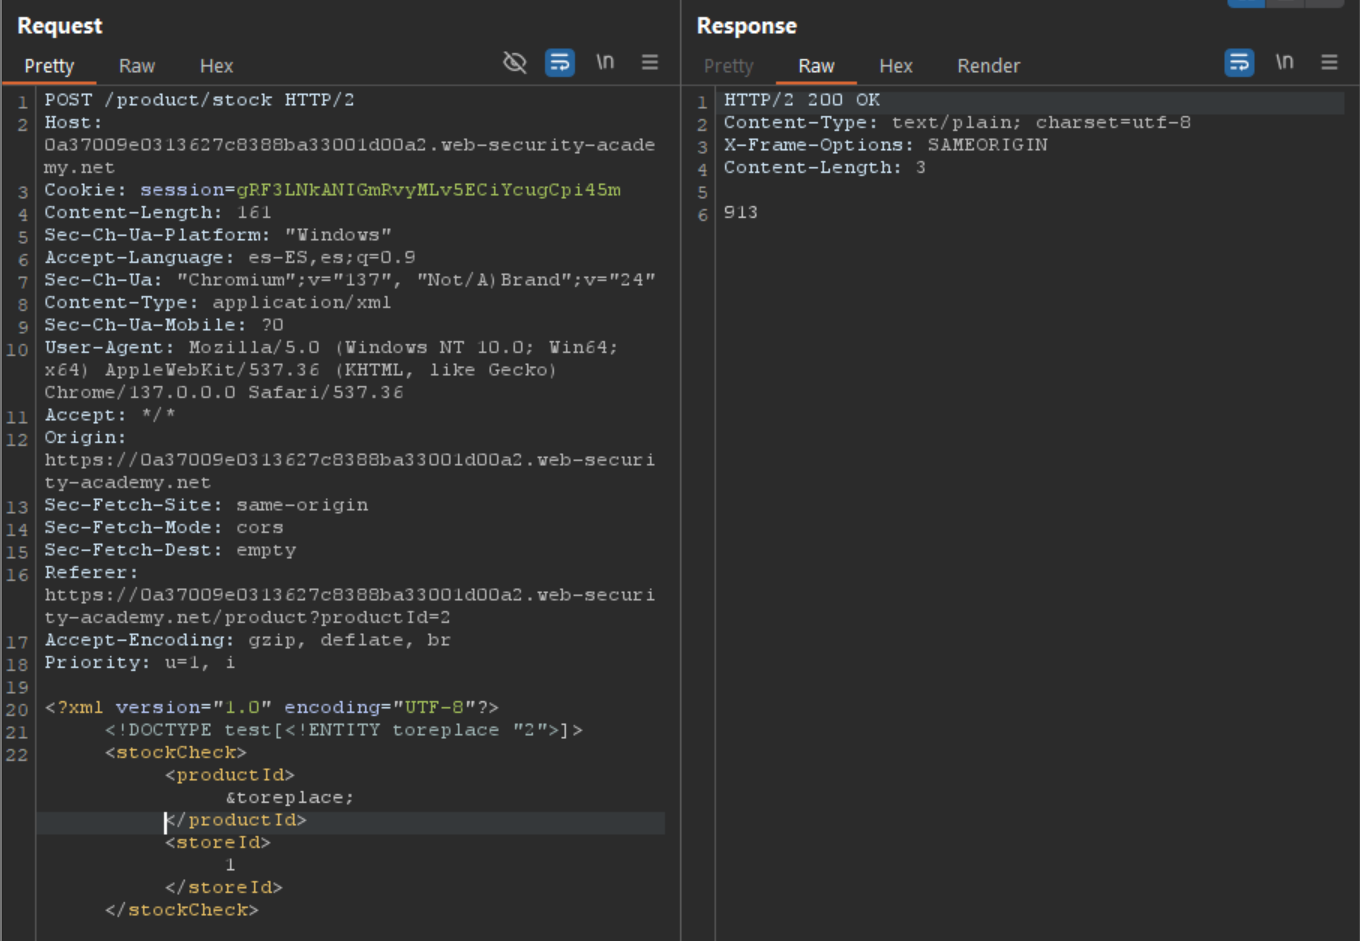 Request
Pretty Raw Hex \n
1 POST /product/stock HTTP/2
2 Host:
0a37009e0313627c8388ba33001d00a2.web-security-acade
my.net
3 Cookie: session=gRF3LNkANIGmRvyMLv5ECiYcugCpi45m
4 Content-Length: 161
5 Sec-Ch-Ua-Platform: "Windows"
6 Accept-Language: es-ES,es;q=0.9
7 Sec-Ch-Ua: "Chromium";v="137", "Not/A)Brand";v="24"
8 Content-Type: application/xml
9 Sec-Ch-Ua-Mobile: ?0
10 User-Agent: Mozilla/5.0 (Windows NT 10.0; Win64;
x64) AppleWebKit/537.36 (KHTML, like Gecko)
Chrome/137.0.0.0 Safari/537.36
11 Accept: */*
12 Origin:
https://0a37009e0313627c8388ba33001d00a2.web-securi
ty-academy.net
13 Sec-Fetch-Site: same-origin
14 Sec-Fetch-Mode: cors
15 Sec-Fetch-Dest: empty
16 Referer:
https://0a37009e0313627c8388ba33001d00a2.web-securi
ty-academy.net/product?productId=2
17 Accept-Encoding: gzip, deflate, br
18 Priority: u=1, i
19
20 <?xml version="1.0" encoding="UTF-8"?>
21 <!DOCTYPE test[<!ENTITY toreplace "2">]>
22 <stockCheck>
<productId>
&toreplace;
</productId>
<storeId>
1
</storeId>
</stockCheck>
Response
Pretty Raw Hex Render \n
1 HTTP/2 200 OK
2 Content-Type: text/plain; charset=utf-8
3 X-Frame-Options: SAMEORIGIN
4 Content-Length: 3
5
6 913